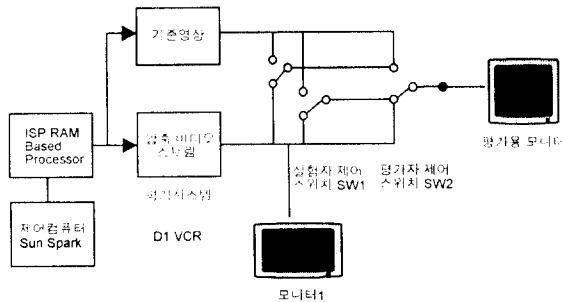 기준영상
ISP RAM
Based
Processor
압축 비디오
스트림
평가시스템
제어컴퓨터
Sun Spark
D1 VCR
실험자 제어
스위치 SW1
평가자 제어
스위치 SW2
평가용 모니터
모니터1